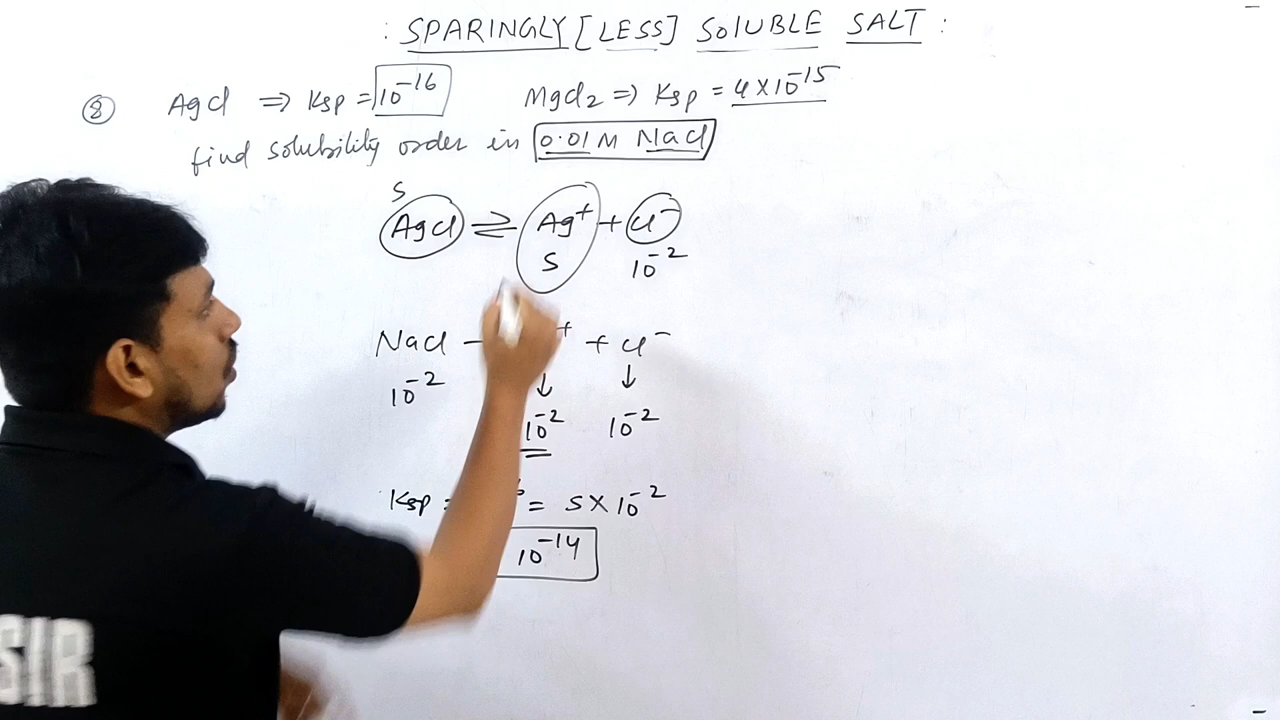 : SPARINGLY [LESS] SOLUBLE SALT :
Q AgCl ⇒ Ksp = 10⁻¹⁶ MgCl₂ ⇒ Ksp = 4×10⁻¹⁵
find solubility order in 0.01 M NaCl
S
AgCl ⇌ Ag⁺ + Cl⁻
S 10⁻²
NaCl + + Cl⁻
10⁻² ↓ ↓
10⁻² 10⁻²
Ksp = = S × 10⁻²
10⁻¹⁴
SIR